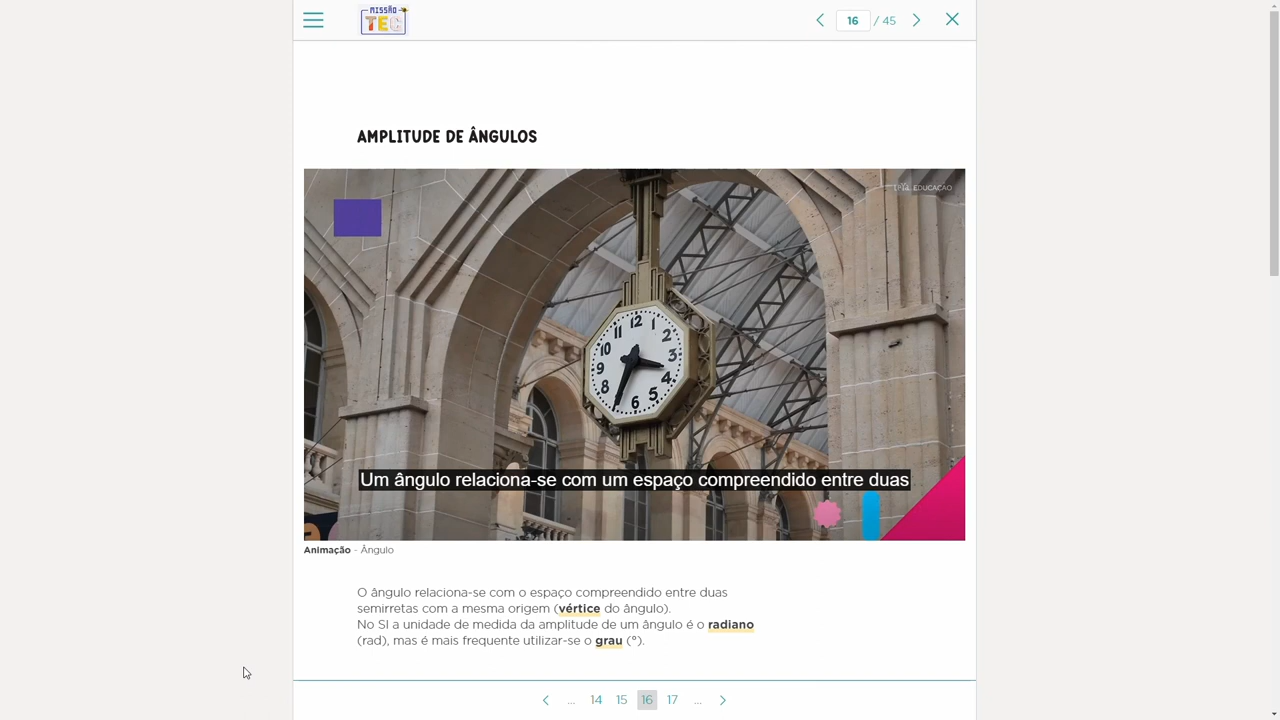 MISSÃO
TEC
16 / 45
AMPLITUDE DE ÂNGULOS
EDUCAÇÃO
12
11 1
10 2
9 3
8 4
5
6
Um ângulo relaciona-se com um espaço compreendido entre duas
Animação - Ângulo
O ângulo relaciona-se com o espaço compreendido entre duas
semirretas com a mesma origem (vértice do ângulo).
No SI a unidade de medida da amplitude de um ângulo é o radiano
(rad), mas é mais frequente utilizar-se o grau (°).
... 14 15 16 17 ...